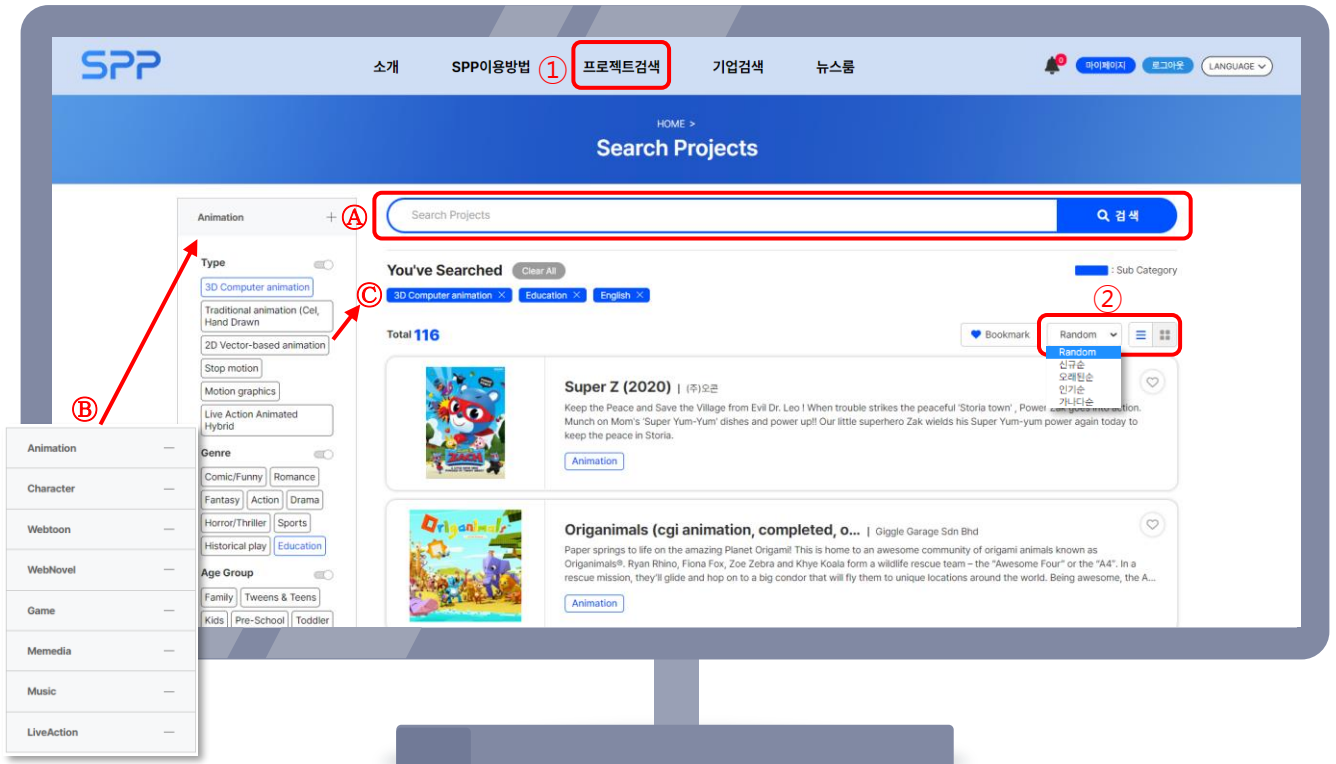 SPP
소개
SPP이용방법
①
프로젝트검색
기업검색
뉴스룸
0
마이페이지
로그아웃
LANGUAGE
HOME >
Search Projects
Animation +
Ⓐ
Search Projects
검색
Type
3D Computer animation
Traditional animation (Cel,
Hand Drawn
2D Vector-based animation
Stop motion
Motion graphics
Live Action Animated
Hybrid
Genre
Comic/Funny
Romance
Fantasy
Action
Drama
Horror/Thriller
Sports
Historical play
Education
Age Group
Family
Tweens & Teens
Kids
Pre-School
Toddler
Ⓑ
Animation —
Character —
Webtoon —
WebNovel —
Game —
Memedia —
Music —
LiveAction —
You've Searched
Clear All
: Sub Category
Ⓒ
3D Computer animation ×
Education ×
English ×
②
Total 116
Bookmark
Random
Random
신규순
오래된순
인기순
가나다순
Super Z (2020) | (주)오콘
Keep the Peace and Save the Village from Evil Dr. Leo ! When trouble strikes the peaceful 'Storia town' , Power Zak goes into action.
Munch on Mom's 'Super Yum-Yum' dishes and power up!! Our little superhero Zak wields his Super Yum-yum power again today to
keep the peace in Storia.
Animation
Origanimals
Origanimals (cgi animation, completed, o... | Giggle Garage Sdn Bhd
Paper springs to life on the amazing Planet Origami! This is home to an awesome community of origami animals known as
Origanimals®. Ryan Rhino, Fiona Fox, Zoe Zebra and Khye Koala form a wildlife rescue team – the "Awesome Four" or the "A4". In a
rescue mission, they'll glide and hop on to a big condor that will fly them to unique locations around the world. Being awesome, the A...
Animation